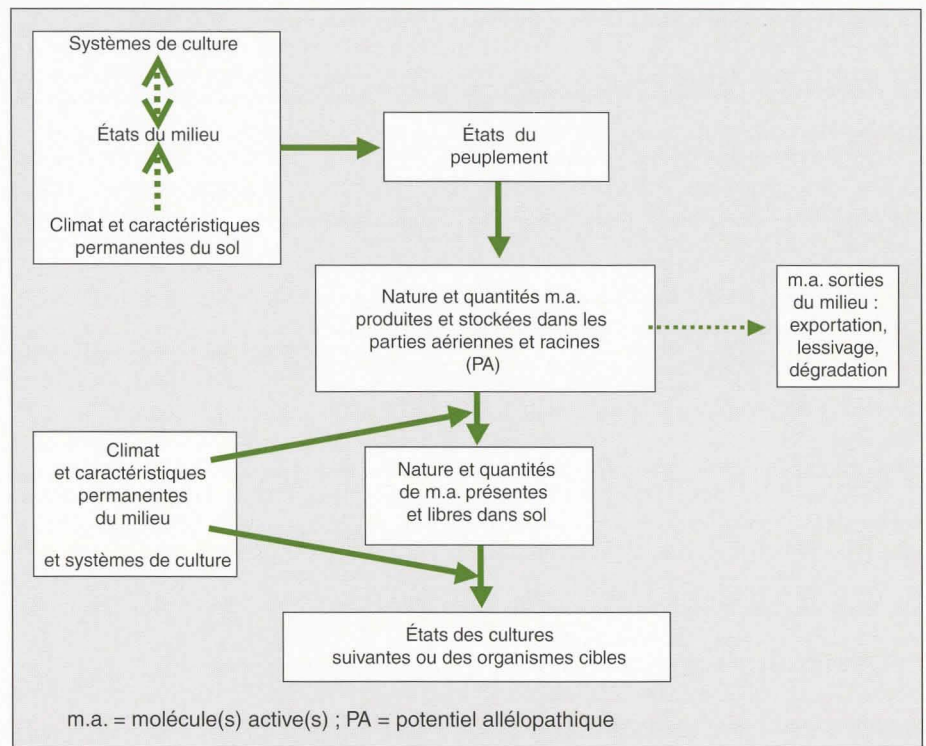 Systèmes de culture
États du milieu
Climat et caractéristiques
permanentes du sol
États du
peuplement
Nature et quantités m.a.
produites et stockées dans les
parties aériennes et racines
(PA)
m.a. sorties
du milieu :
exportation,
lessivage,
dégradation
Climat
et caractéristiques
permanentes
du milieu
et systèmes de culture
Nature et quantités
de m.a. présentes
et libres dans sol
États des cultures
suivantes ou des organismes cibles
m.a. = molécule(s) active(s) ; PA = potentiel allélopathique